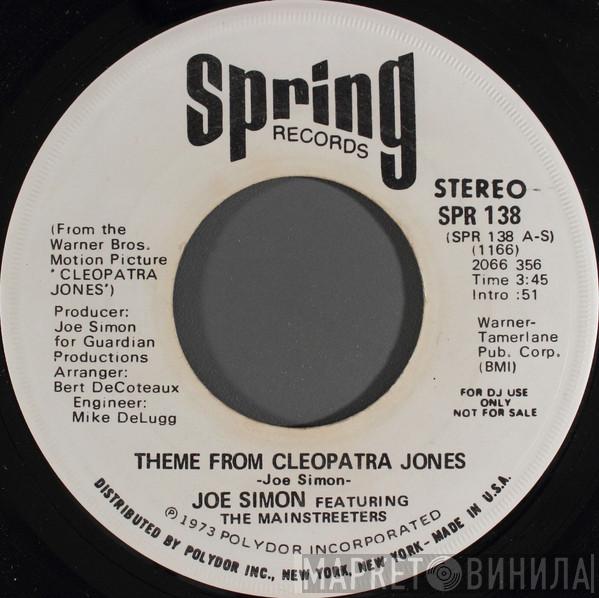 Spring
RECORDS
STEREO
SPR 138
(SPR 138 A-S)
(1166)
2066 356
Time 3:45
Intro :51
(From the
Warner Bros.
Motion Picture
'CLEOPATRA
JONES')
Producer:
Joe Simon
for Guardian
Productions
Arranger:
Bert DeCoteaux
Engineer:
Mike DeLugg
Warner-
Tamerlane
Pub. Corp.
(BMI)
FOR DJ USE
ONLY
NOT FOR SALE
THEME FROM CLEOPATRA JONES
-Joe Simon-
JOE SIMON FEATURING
THE MAINSTREETERS
℗1973 POLYDOR INCORPORATED
DISTRIBUTED BY POLYDOR INC., NEW YORK, NEW YORK - MADE IN U.S.A.
МАРКЕТ ВИНИЛА